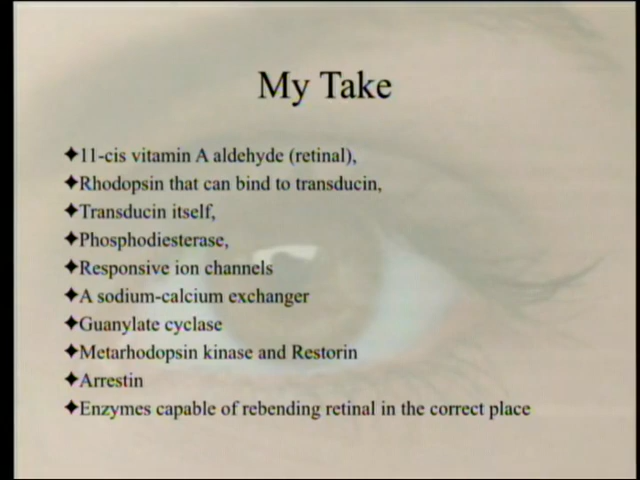 My Take
✦11-cis vitamin A aldehyde (retinal),
✦Rhodopsin that can bind to transducin,
✦Transducin itself,
✦Phosphodiesterase,
✦Responsive ion channels
✦A sodium-calcium exchanger
✦Guanylate cyclase
✦Metarhodopsin kinase and Restorin
✦Arrestin
✦Enzymes capable of rebending retinal in the correct place